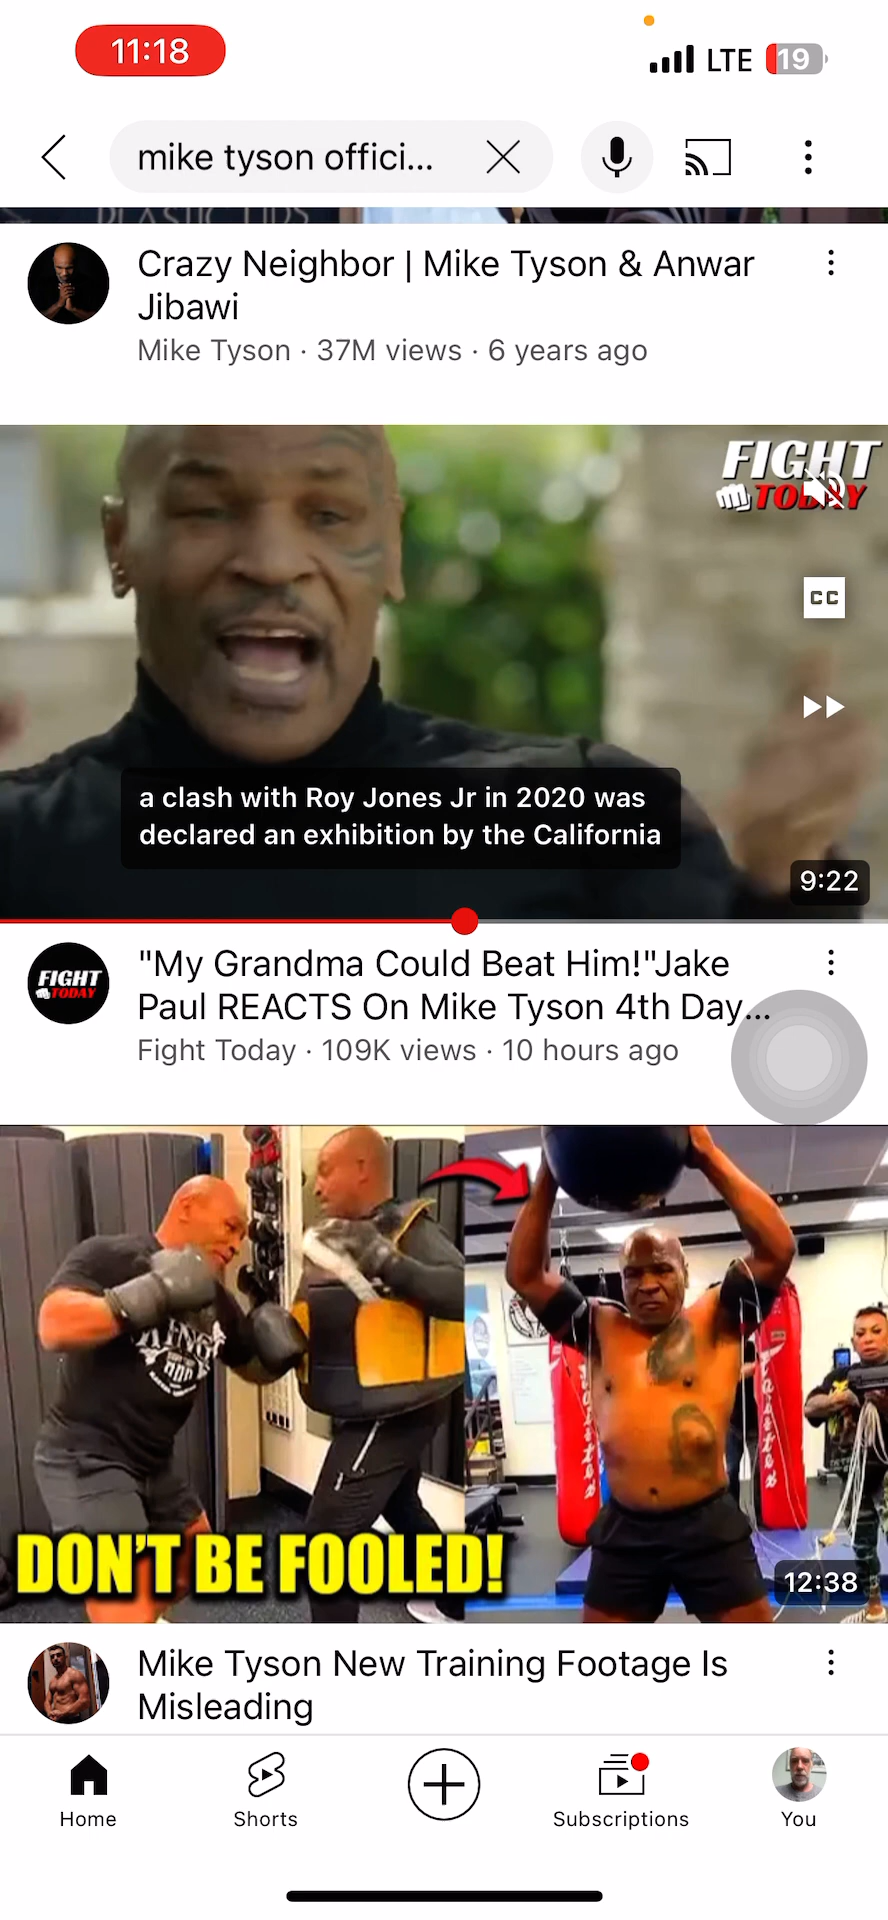 11:18
LTE
19
mike tyson offici...
PLASTIC LIDS
Crazy Neighbor | Mike Tyson & Anwar
Jibawi
Mike Tyson · 37M views · 6 years ago
FIGHT
TODAY
CC
a clash with Roy Jones Jr in 2020 was
declared an exhibition by the California
9:22
FIGHT
TODAY
"My Grandma Could Beat Him!"Jake
Paul REACTS On Mike Tyson 4th Day...
Fight Today · 109K views · 10 hours ago
DON'T BE FOOLED!
12:38
Mike Tyson New Training Footage Is
Misleading
Home
Shorts
Subscriptions
You